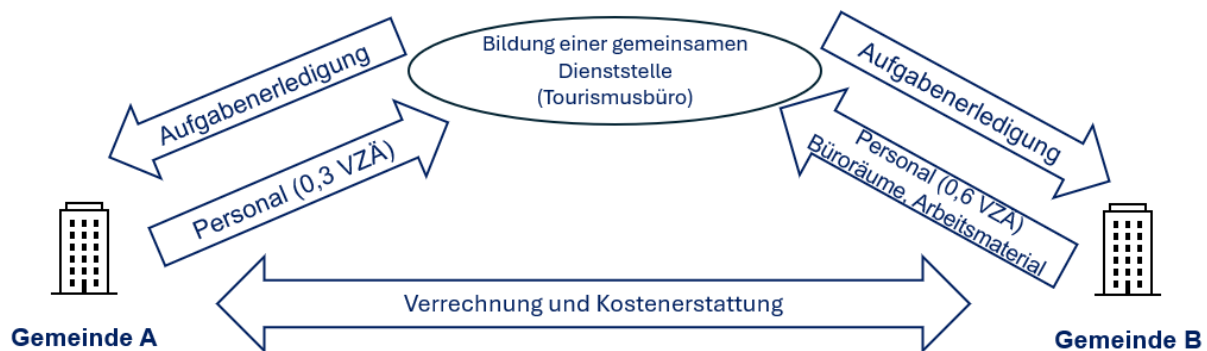 Bildung einer gemeinsamen
Dienststelle
(Tourismusbüro)
Aufgabenerledigung
Personal (0,3 VZÄ)
Aufgabenerledigung
Personal (0,6 VZÄ)
Büroräume, Arbeitsmaterial
Verrechnung und Kostenerstattung
Gemeinde A
Gemeinde B